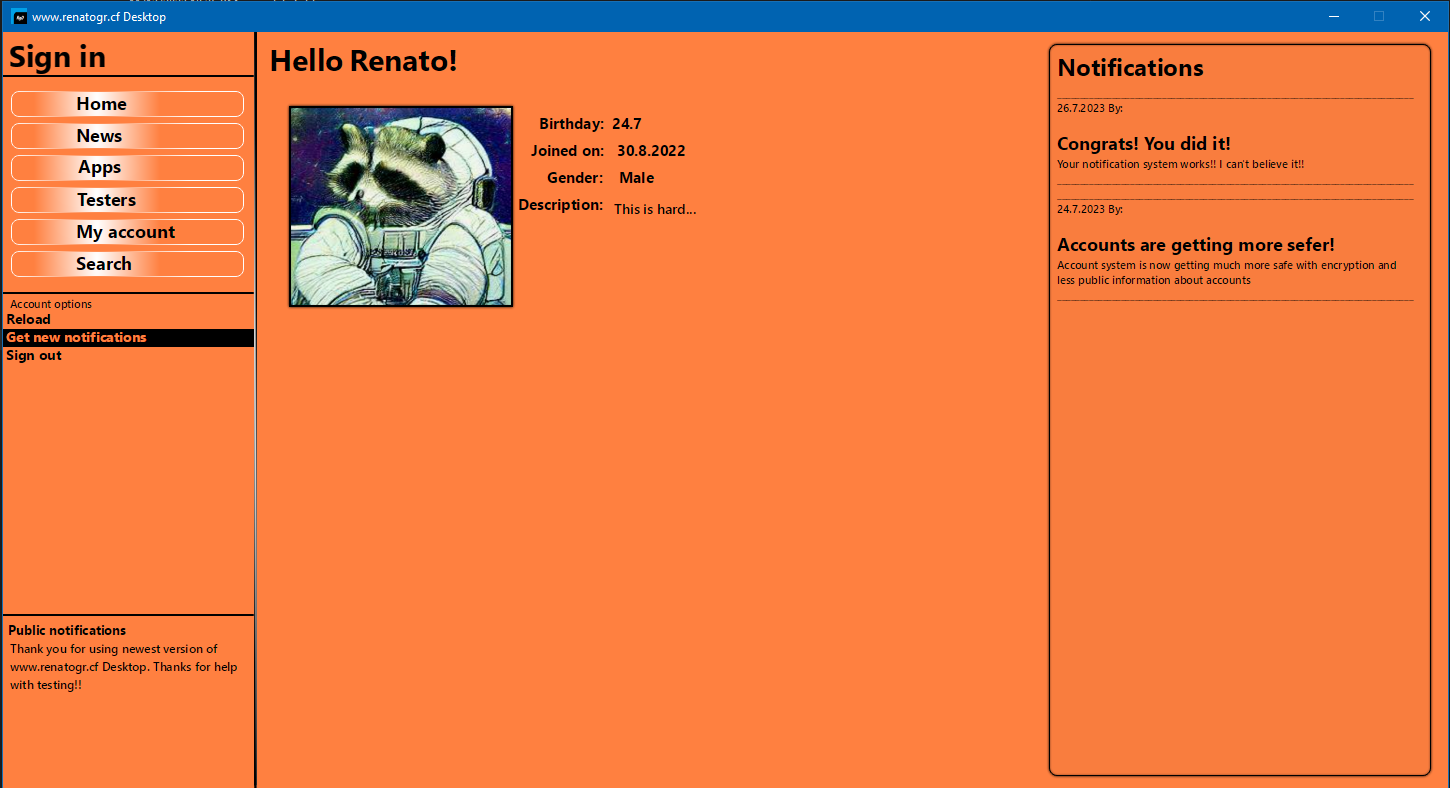 www.renatogr.cf Desktop
Sign in
Home
News
Apps
Testers
My account
Search
Account options
Reload
Get new notifications
Sign out
Public notifications
Thank you for using newest version of
www.renatogr.cf Desktop. Thanks for help
with testing!!
Hello Renato!
Birthday: 24.7
Joined on: 30.8.2022
Gender: Male
Description: This is hard...
Notifications
26.7.2023 By:
Congrats! You did it!
Your notification system works!! I can't believe it!!
24.7.2023 By:
Accounts are getting more sefer!
Account system is now getting much more safe with encryption and
less public information about accounts